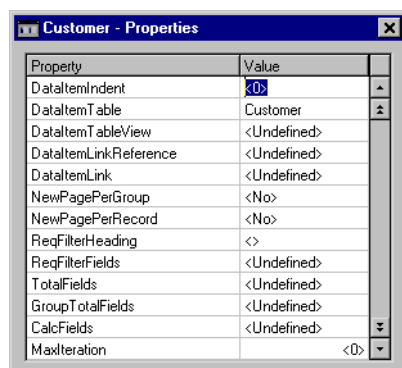 Customer - Properties
Property Value
DataItemIndent <0>
DataItemTable Customer
DataItemTableView <Undefined>
DataItemLinkReference <Undefined>
DataItemLink <Undefined>
NewPagePerGroup <No>
NewPagePerRecord <No>
ReqFilterHeading <>
ReqFilterFields <Undefined>
TotalFields <Undefined>
GroupTotalFields <Undefined>
CalcFields <Undefined>
MaxIteration <0>